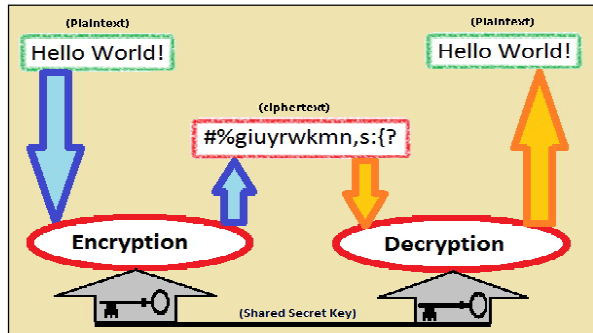 (Plaintext)
Hello World!
(Plaintext)
Hello World!
(ciphertext)
#%giuyrwkmn,s:{?
Encryption
Decryption
(Shared Secret Key)